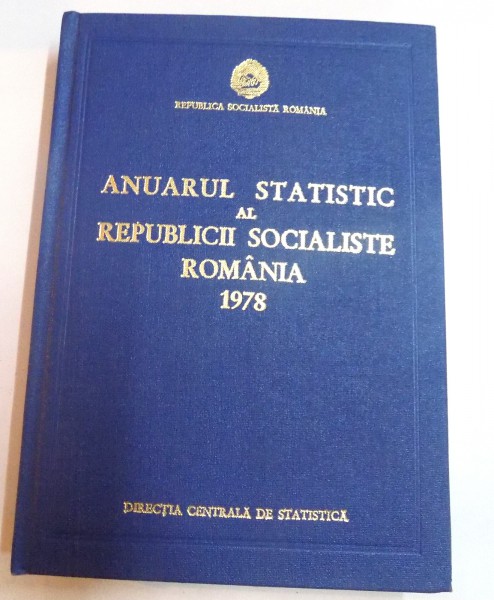 REPUBLICA SOCIALISTĂ ROMÂNIA
ANUARUL STATISTIC
AL
REPUBLICII SOCIALISTE
ROMÂNIA
1978
DIRECȚIA CENTRALĂ DE STATISTICĂ